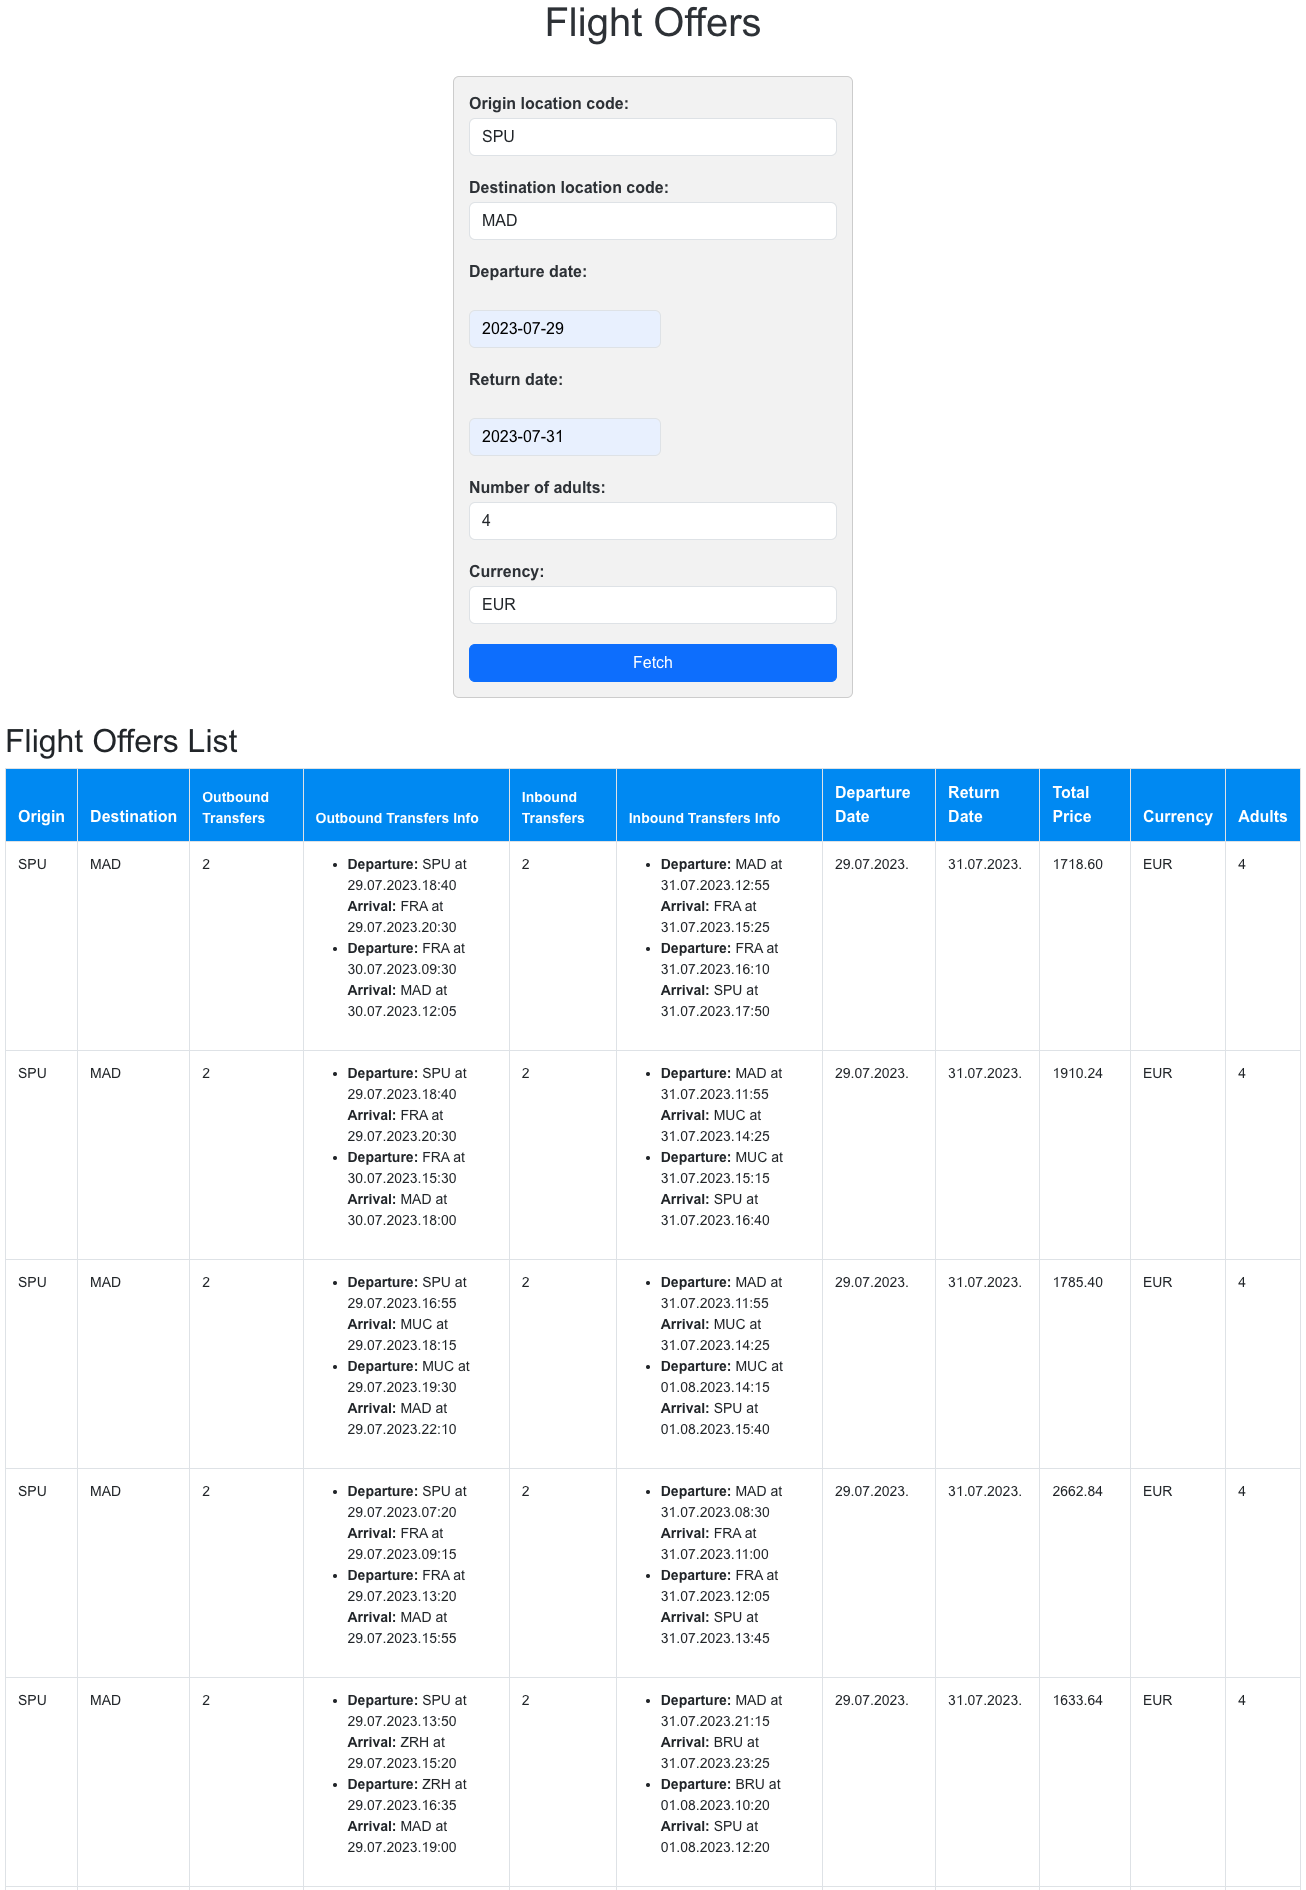 Flight Offers
Origin location code:
SPU
Destination location code:
MAD
Departure date:
2023-07-29
Return date:
2023-07-31
Number of adults:
4
Currency:
EUR
Fetch
Flight Offers List
Origin
Destination
Outbound
Transfers
Outbound Transfers Info
Inbound
Transfers
Inbound Transfers Info
Departure
Date
Return
Date
Total
Price
Currency
Adults
SPU
MAD
2
Departure: SPU at
29.07.2023.18:40
Arrival: FRA at
29.07.2023.20:30
Departure: FRA at
30.07.2023.09:30
Arrival: MAD at
30.07.2023.12:05
2
Departure: MAD at
31.07.2023.12:55
Arrival: FRA at
31.07.2023.15:25
Departure: FRA at
31.07.2023.16:10
Arrival: SPU at
31.07.2023.17:50
29.07.2023.
31.07.2023.
1718.60
EUR
4
SPU
MAD
2
Departure: SPU at
29.07.2023.18:40
Arrival: FRA at
29.07.2023.20:30
Departure: FRA at
30.07.2023.15:30
Arrival: MAD at
30.07.2023.18:00
2
Departure: MAD at
31.07.2023.11:55
Arrival: MUC at
31.07.2023.14:25
Departure: MUC at
31.07.2023.15:15
Arrival: SPU at
31.07.2023.16:40
29.07.2023.
31.07.2023.
1910.24
EUR
4
SPU
MAD
2
Departure: SPU at
29.07.2023.16:55
Arrival: MUC at
29.07.2023.18:15
Departure: MUC at
29.07.2023.19:30
Arrival: MAD at
29.07.2023.22:10
2
Departure: MAD at
31.07.2023.11:55
Arrival: MUC at
31.07.2023.14:25
Departure: MUC at
01.08.2023.14:15
Arrival: SPU at
01.08.2023.15:40
29.07.2023.
31.07.2023.
1785.40
EUR
4
SPU
MAD
2
Departure: SPU at
29.07.2023.07:20
Arrival: FRA at
29.07.2023.09:15
Departure: FRA at
29.07.2023.13:20
Arrival: MAD at
29.07.2023.15:55
2
Departure: MAD at
31.07.2023.08:30
Arrival: FRA at
31.07.2023.11:00
Departure: FRA at
31.07.2023.12:05
Arrival: SPU at
31.07.2023.13:45
29.07.2023.
31.07.2023.
2662.84
EUR
4
SPU
MAD
2
Departure: SPU at
29.07.2023.13:50
Arrival: ZRH at
29.07.2023.15:20
Departure: ZRH at
29.07.2023.16:35
Arrival: MAD at
29.07.2023.19:00
2
Departure: MAD at
31.07.2023.21:15
Arrival: BRU at
31.07.2023.23:25
Departure: BRU at
01.08.2023.10:20
Arrival: SPU at
01.08.2023.12:20
29.07.2023.
31.07.2023.
1633.64
EUR
4